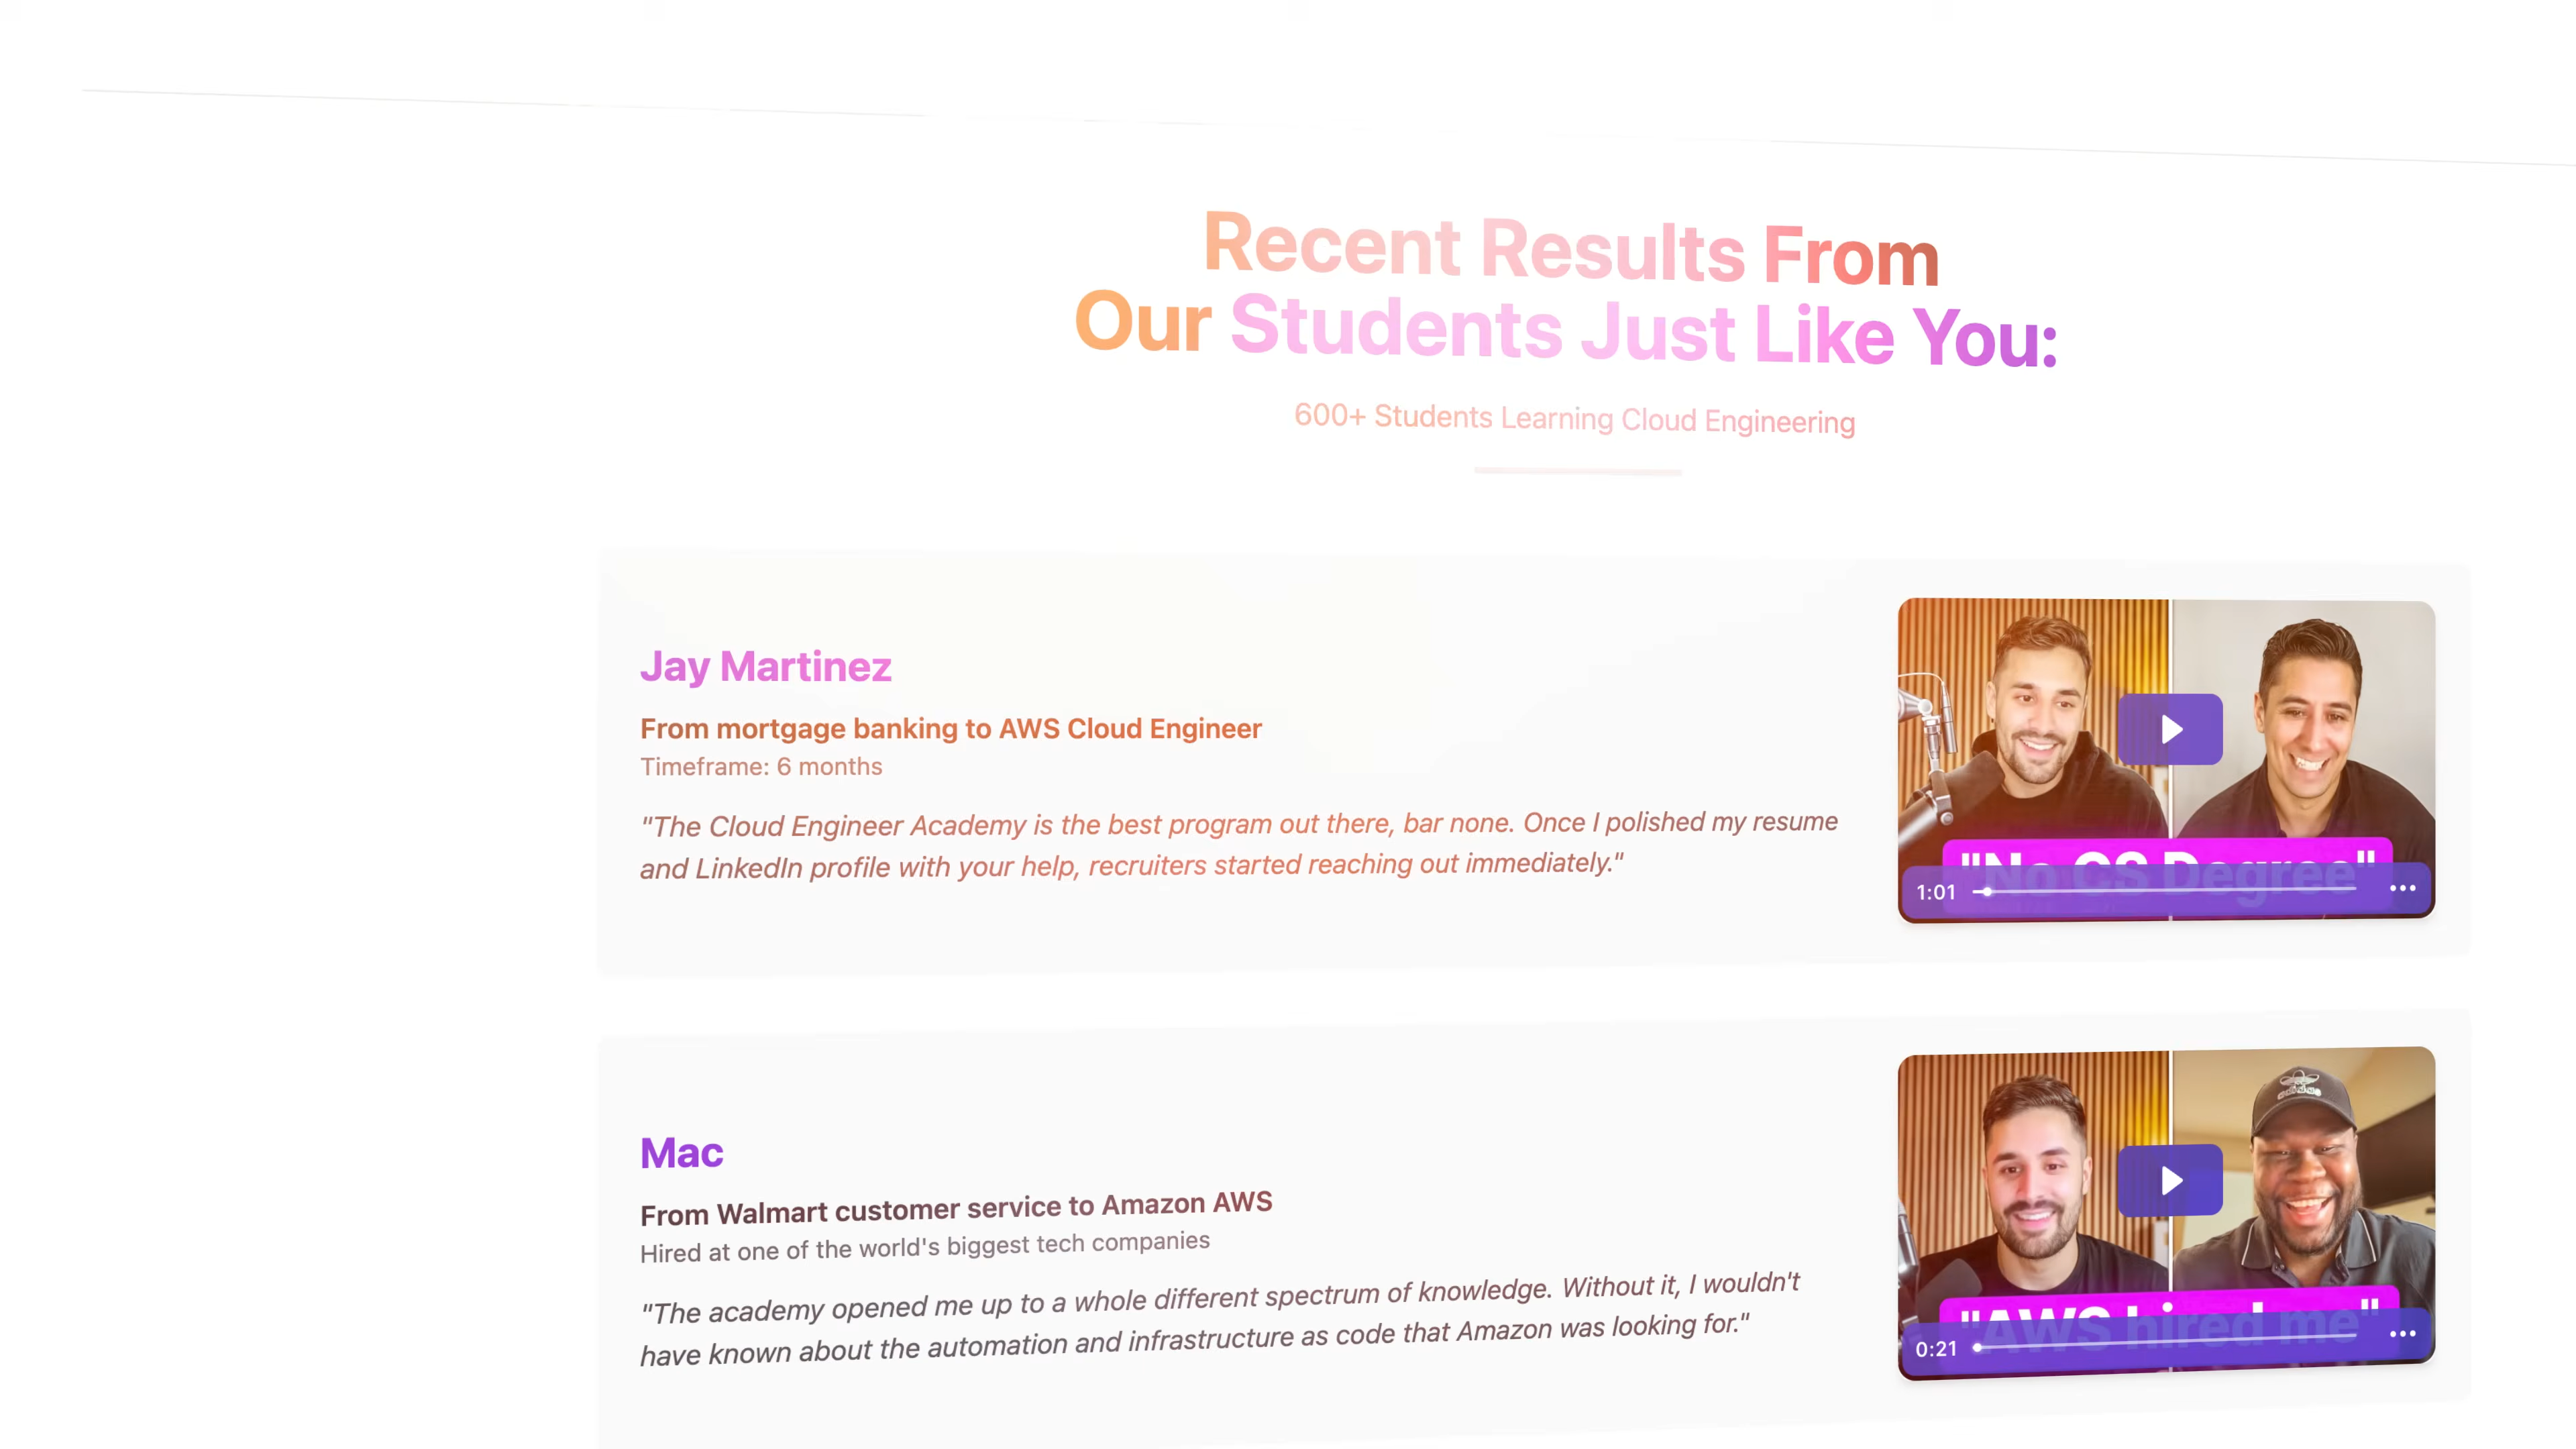 Recent Results From
Our Students Just Like You:
600+ Students Learning Cloud Engineering
Jay Martinez
From mortgage banking to AWS Cloud Engineer
Timeframe: 6 months
"The Cloud Engineer Academy is the best program out there, bar none. Once I polished my resume
and LinkedIn profile with your help, recruiters started reaching out immediately."
"No CS Degree"
1:01
Mac
From Walmart customer service to Amazon AWS
Hired at one of the world's biggest tech companies
"The academy opened me up to a whole different spectrum of knowledge. Without it, I wouldn't
have known about the automation and infrastructure as code that Amazon was looking for."
adidas
"AWS hired me"
0:21